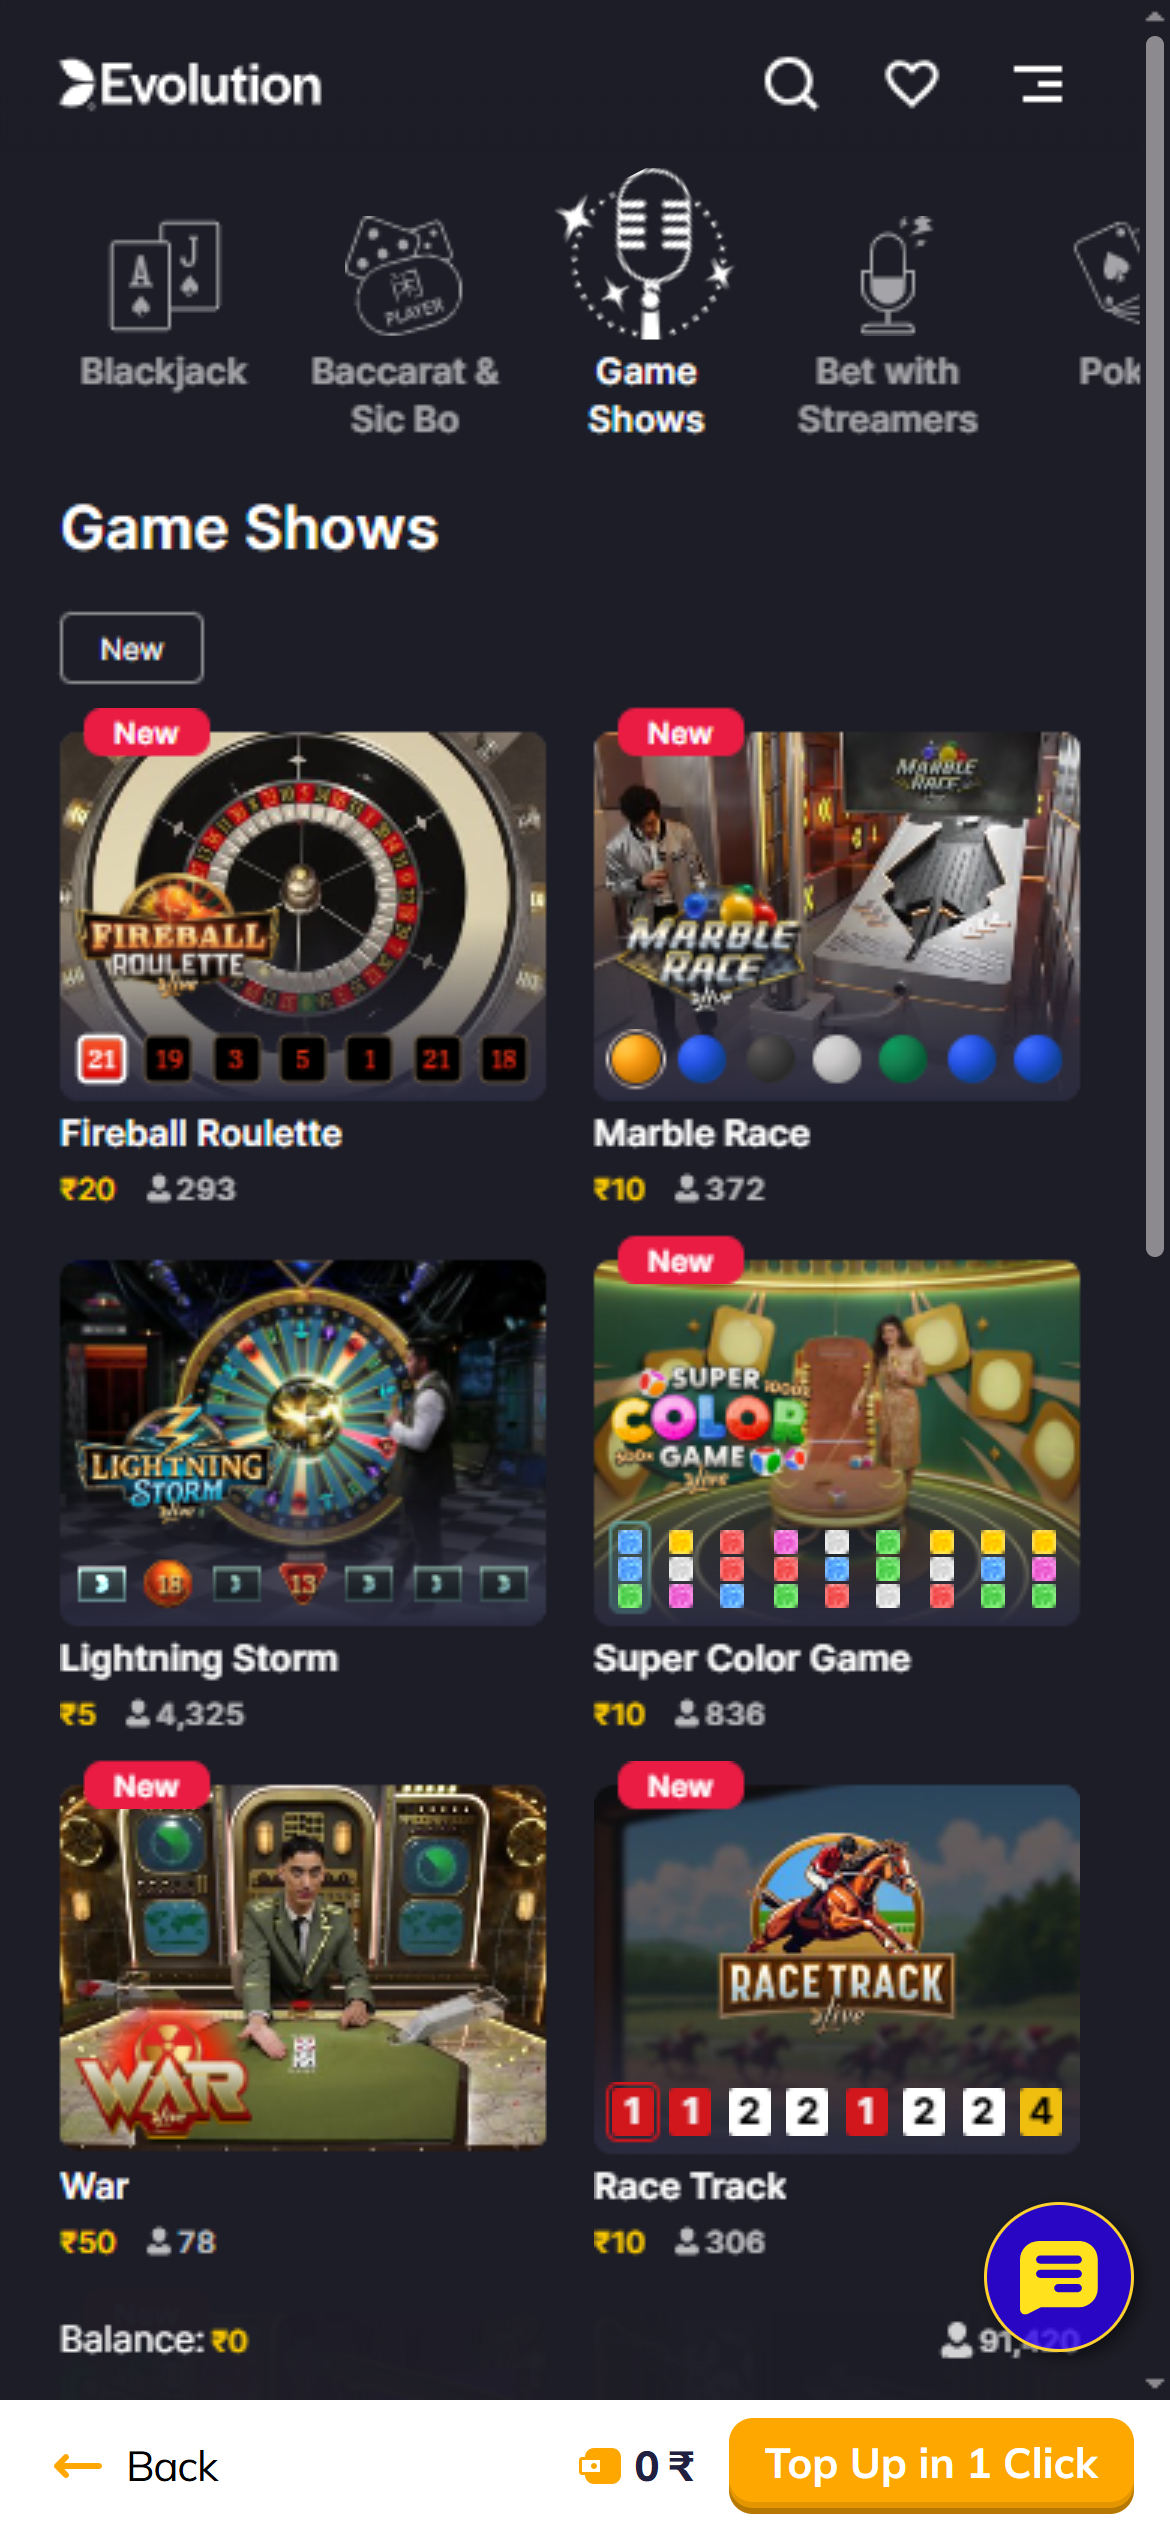 Evolution
A J
闲
PLAYER
Blackjack
Baccarat & Sic Bo
Game Shows
Bet with Streamers
Pok
Game Shows
New
New
New
MARBLE RACE
FIREBALL
ROULETTE
live
MARBLE
RACE
live
21 19 3 5 1 21 18
Fireball Roulette
Marble Race
₹20 293
₹10 372
New
LIGHTNING
STORM
live
SUPER
COLOR
GAME
live
18 13
Lightning Storm
Super Color Game
₹5 4,325
₹10 836
New
New
WAR
live
RACE TRACK
live
1 1 2 2 1 2 2 4
War
Race Track
₹50 78
₹10 306
Balance: ₹0
91,420
Back
0 ₹
Top Up in 1 Click